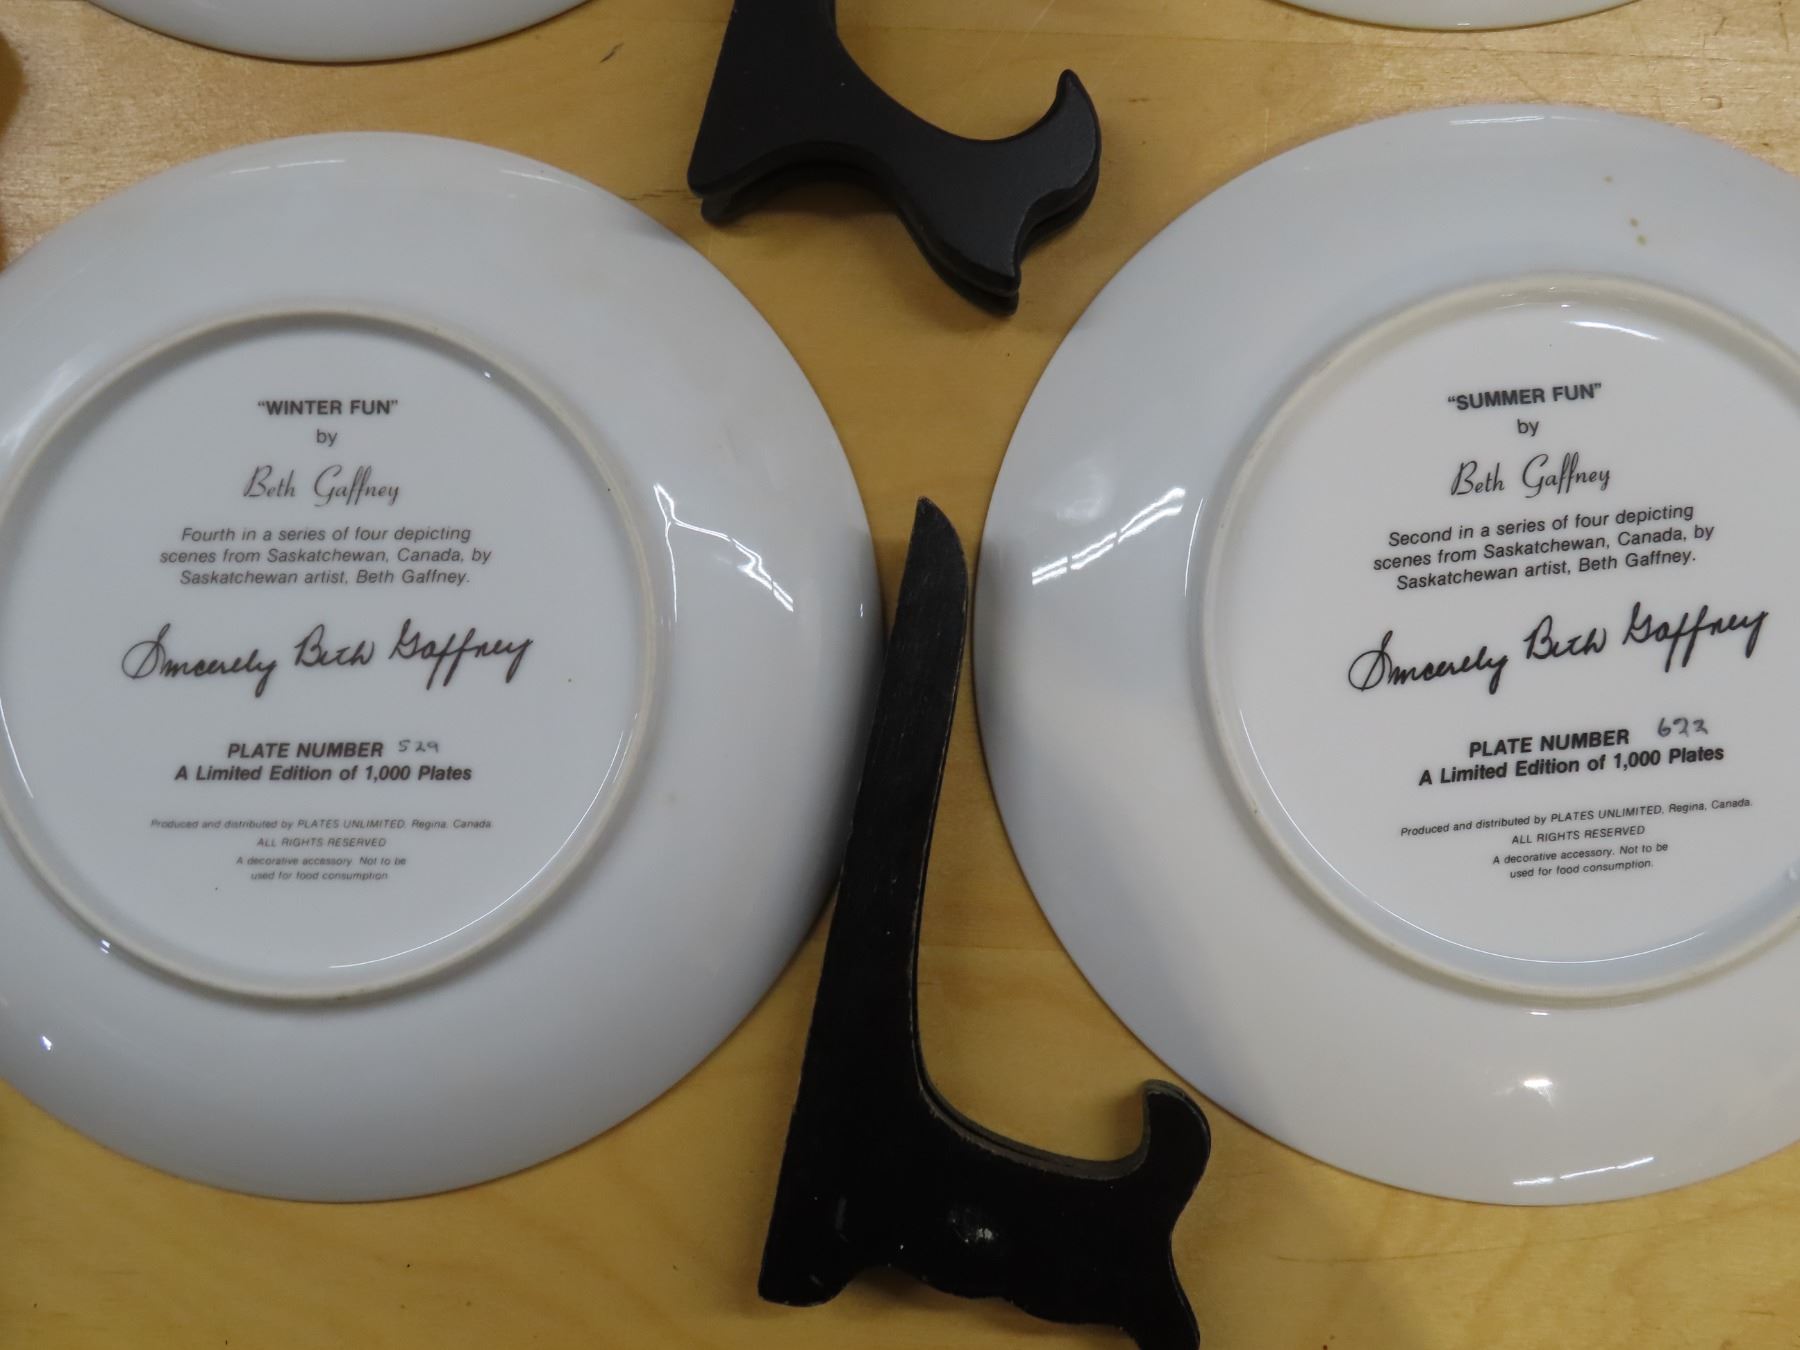 "WINTER FUN"
by
Beth Gaffney
Fourth in a series of four depicting
scenes from Saskatchewan, Canada, by
Saskatchewan artist, Beth Gaffney.
Sincerely Beth Gaffney
PLATE NUMBER 529
A Limited Edition of 1,000 Plates
Produced and distributed by PLATES UNLIMITED, Regina, Canada.
ALL RIGHTS RESERVED
A decorative accessory. Not to be
used for food consumption.
"SUMMER FUN"
by
Beth Gaffney
Second in a series of four depicting
scenes from Saskatchewan, Canada, by
Saskatchewan artist, Beth Gaffney.
Sincerely Beth Gaffney
PLATE NUMBER 622
A Limited Edition of 1,000 Plates
Produced and distributed by PLATES UNLIMITED, Regina, Canada.
ALL RIGHTS RESERVED
A decorative accessory. Not to be
used for food consumption.